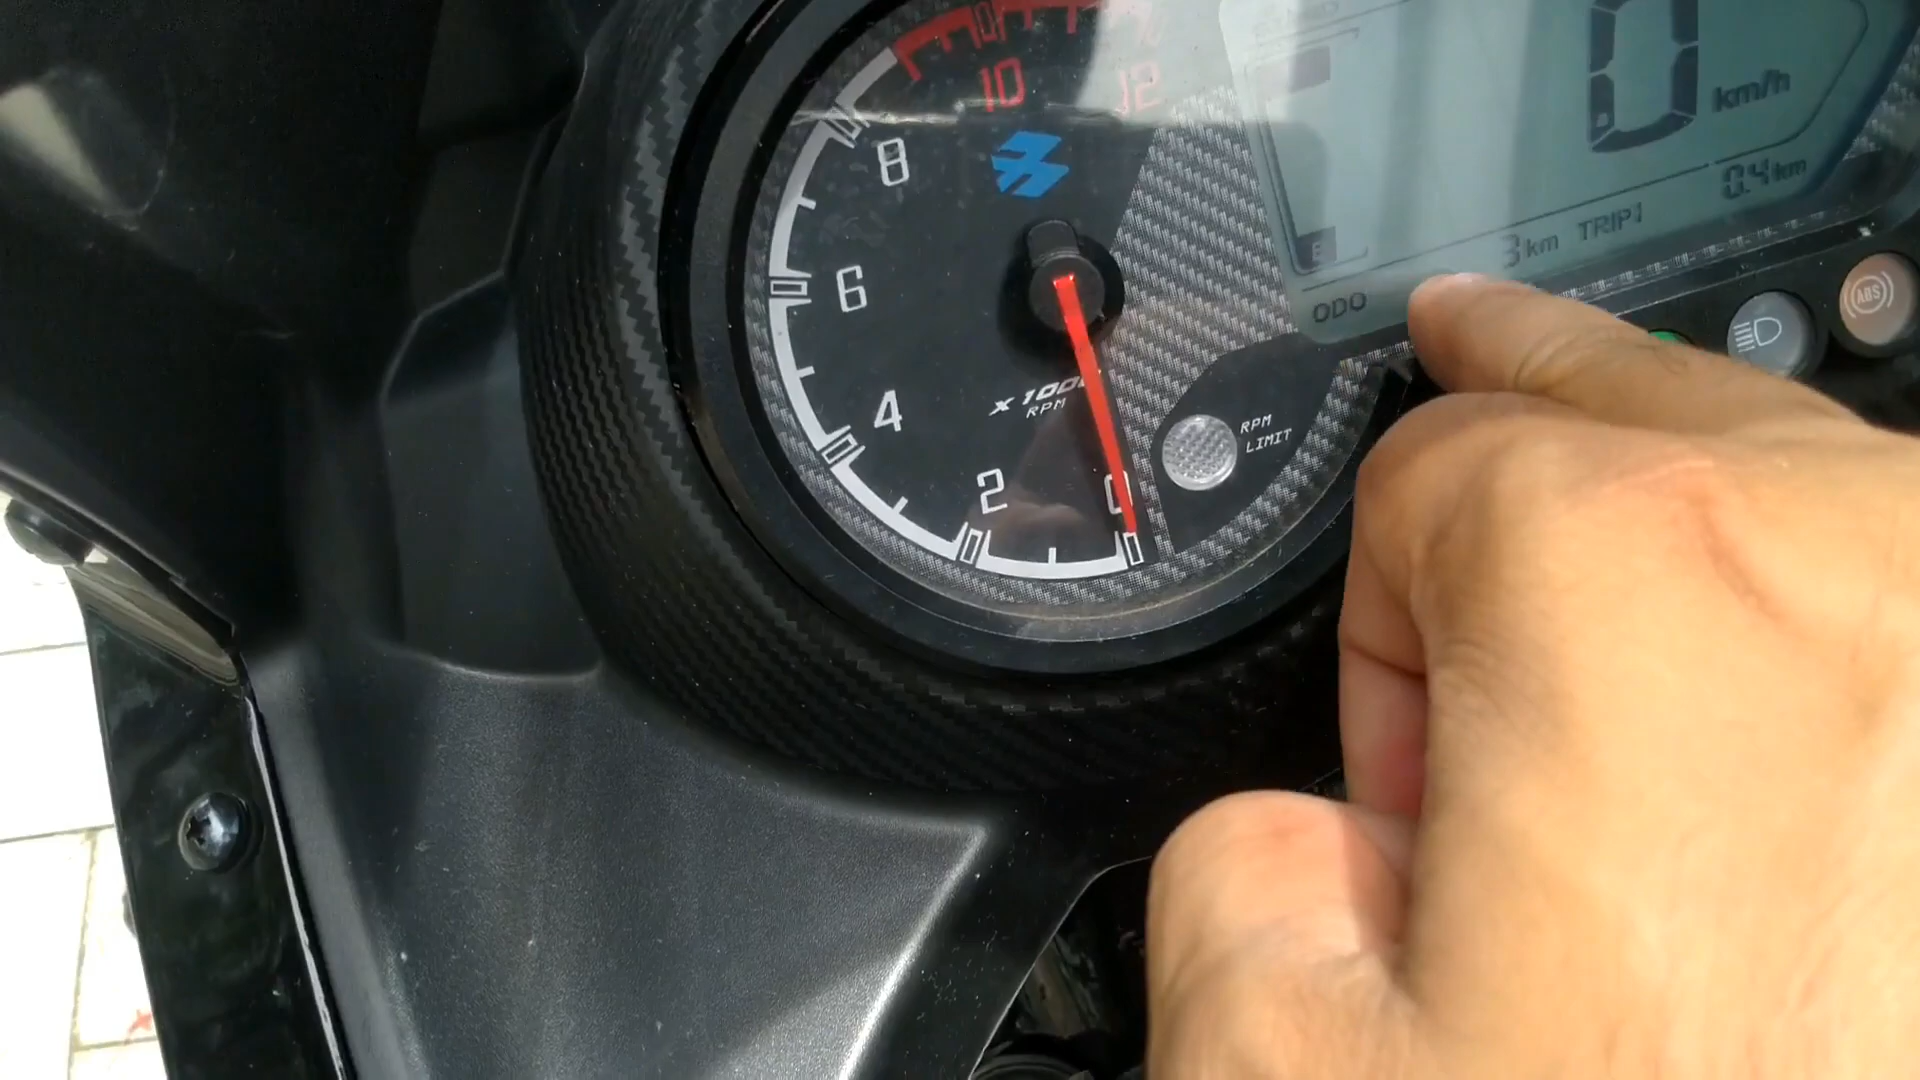 10
12
8
6
4
2
0
x 1000
RPM
RPM
LIMIT
0 km/h
0.4 km
3 km TRIP1
E
ODO
ABS